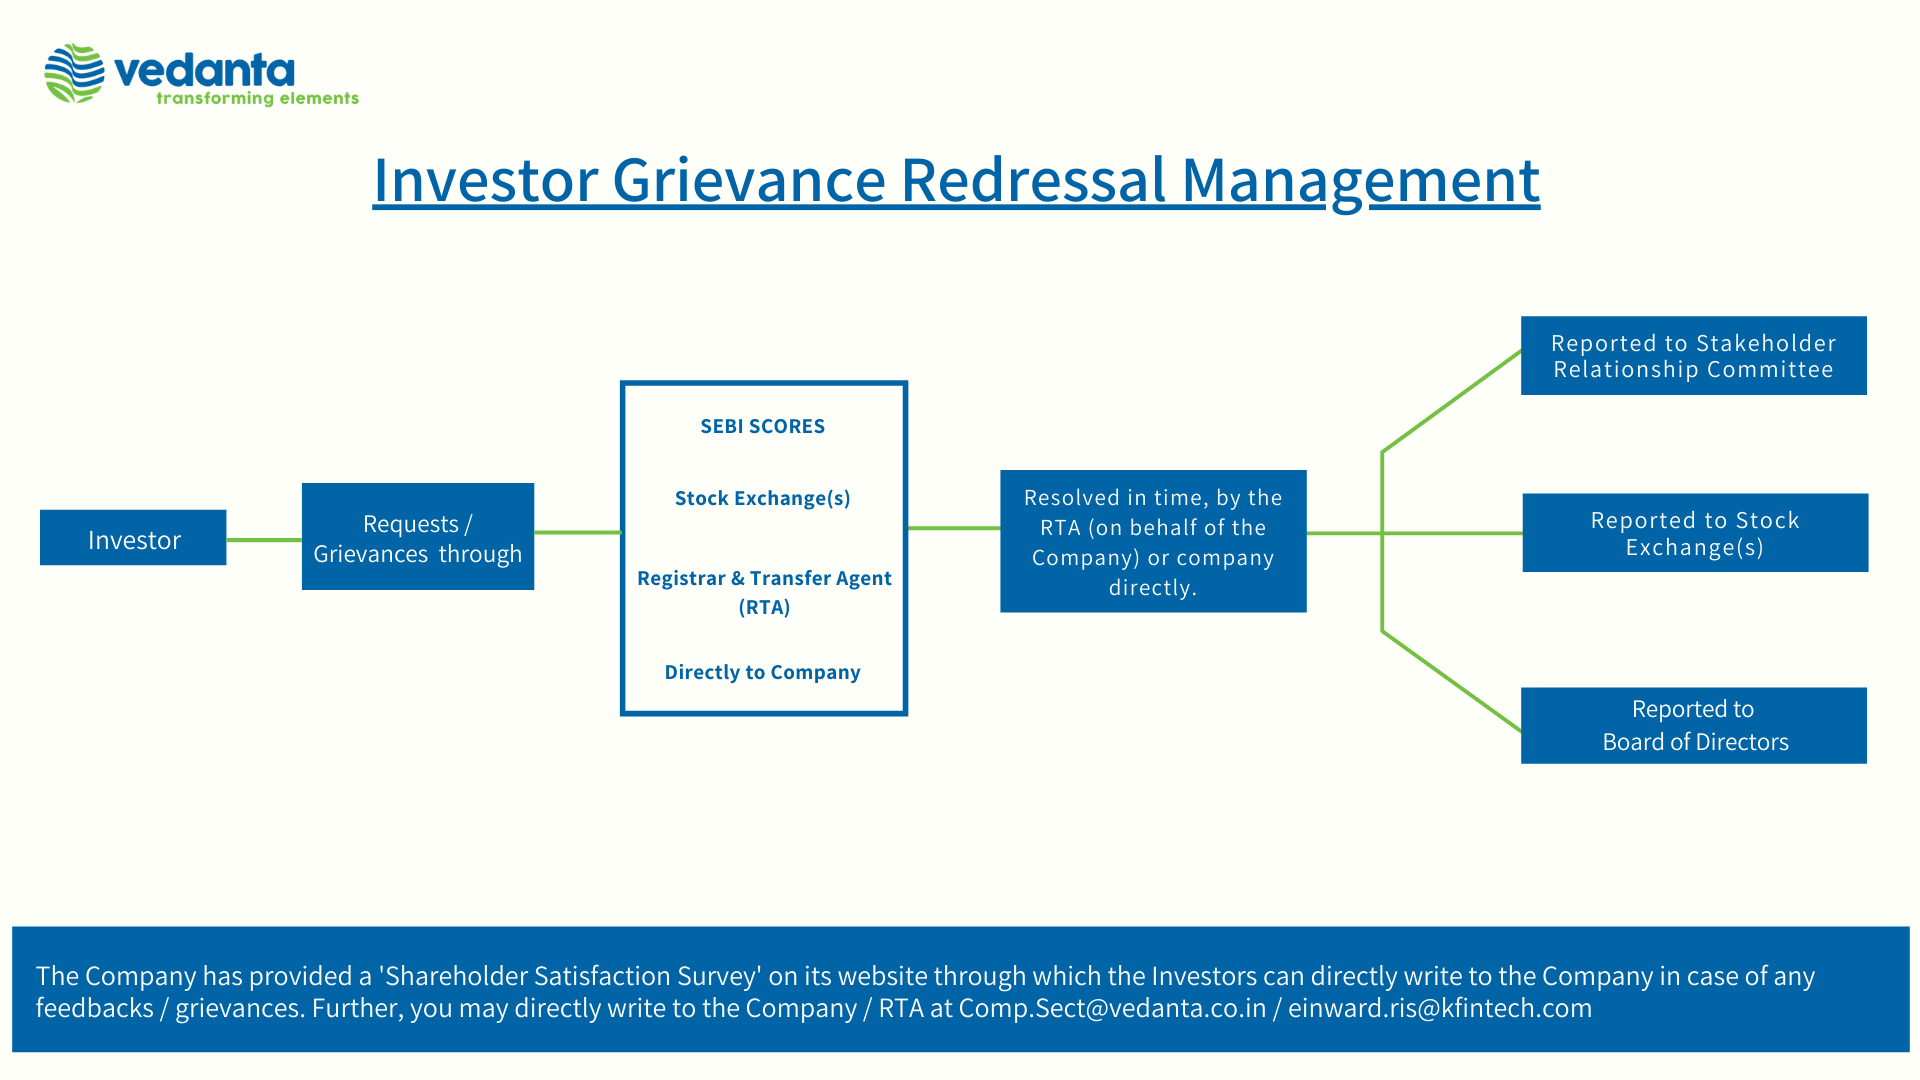 vedanta
transforming elements
Investor Grievance Redressal Management
Investor
Requests /
Grievances through
SEBI SCORES
Stock Exchange(s)
Registrar & Transfer Agent
(RTA)
Directly to Company
Resolved in time, by the
RTA (on behalf of the
Company) or company
directly.
Reported to Stakeholder
Relationship Committee
Reported to Stock
Exchange(s)
Reported to
Board of Directors
The Company has provided a 'Shareholder Satisfaction Survey' on its website through which the Investors can directly write to the Company in case of any
feedbacks / grievances. Further, you may directly write to the Company / RTA at Comp.Sect@vedanta.co.in / einward.ris@kfintech.com